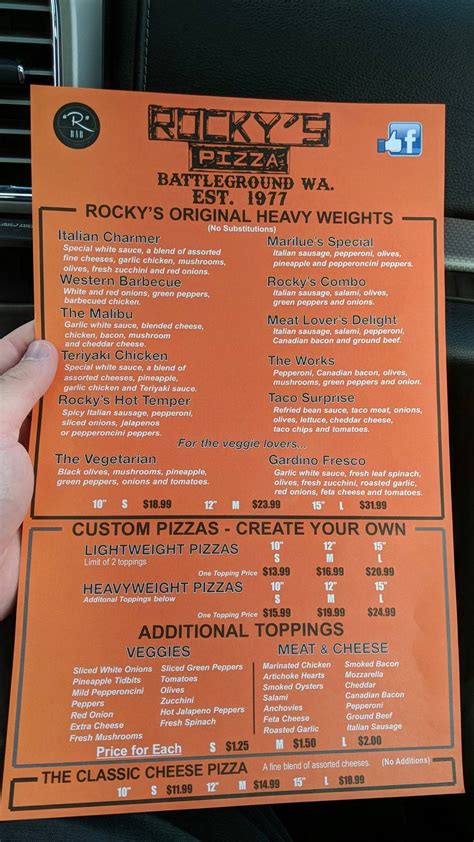 "R"
BAR
f
ROCKY'S
PIZZA
BATTLEGROUND WA.
EST. 1977
ROCKY'S ORIGINAL HEAVY WEIGHTS
(No Substitutions)
Italian Charmer
Special white sauce, a blend of assorted
fine cheeses, garlic chicken, mushrooms,
olives, fresh zucchini and red onions.
Western Barbecue
White and red onions, green peppers,
barbecued chicken.
The Malibu
Garlic white sauce, blended cheese,
chicken, bacon, mushroom
and cheddar cheese.
Teriyaki Chicken
Special white sauce, a blend of
assorted cheeses, pineapple,
garlic chicken and Teriyaki sauce.
Rocky's Hot Temper
Spicy Italian sausage, pepperoni,
sliced onions, jalapenos
or pepperoncini peppers.
Marilue's Special
Italian sausage, pepperoni, olives,
pineapple and pepperoncini peppers.
Rocky's Combo
Italian sausage, salami, olives,
green peppers and onions.
Meat Lover's Delight
Italian sausage, salami, pepperoni,
Canadian bacon and ground beef.
The Works
Pepperoni, Canadian bacon, olives,
mushrooms, green peppers and onion.
Taco Surprise
Refried bean sauce, taco meat, onions,
olives, lettuce, cheddar cheese,
taco chips and tomatoes.
For the veggie lovers...
The Vegetarian
Black olives, mushrooms, pineapple,
green peppers, onions and tomatoes.
Gardino Fresco
Garlic white sauce, fresh leaf spinach,
olives, fresh zucchini, roasted garlic,
red onions, feta cheese and tomatoes.
10" S $18.99 12" M $23.99 15" L $31.99
CUSTOM PIZZAS - CREATE YOUR OWN
LIGHTWEIGHT PIZZAS 10" 12" 15"
Limit of 2 toppings S M L
One Topping Price $13.99 $16.99 $20.99
HEAVYWEIGHT PIZZAS 10" 12" 15"
Additonal Toppings below S M L
One Topping Price $15.99 $19.99 $24.99
ADDITIONAL TOPPINGS
VEGGIES
Sliced White Onions
Pineapple Tidbits
Mild Pepperoncini
Peppers
Red Onion
Extra Cheese
Fresh Mushrooms
Sliced Green Peppers
Tomatoes
Olives
Zucchini
Hot Jalapeno Peppers
Fresh Spinach
MEAT & CHEESE
Marinated Chicken
Artichoke Hearts
Smoked Oysters
Salami
Anchovies
Feta Cheese
Roasted Garlic
Smoked Bacon
Mozzarella
Cheddar
Canadian Bacon
Pepperoni
Ground Beef
Italian Sausage
Price for Each S $1.25 M $1.50 L $2.00
THE CLASSIC CHEESE PIZZA A fine blend of assorted cheeses. (No Additions)
10" S $11.99 12" M $14.99 15" L $18.99